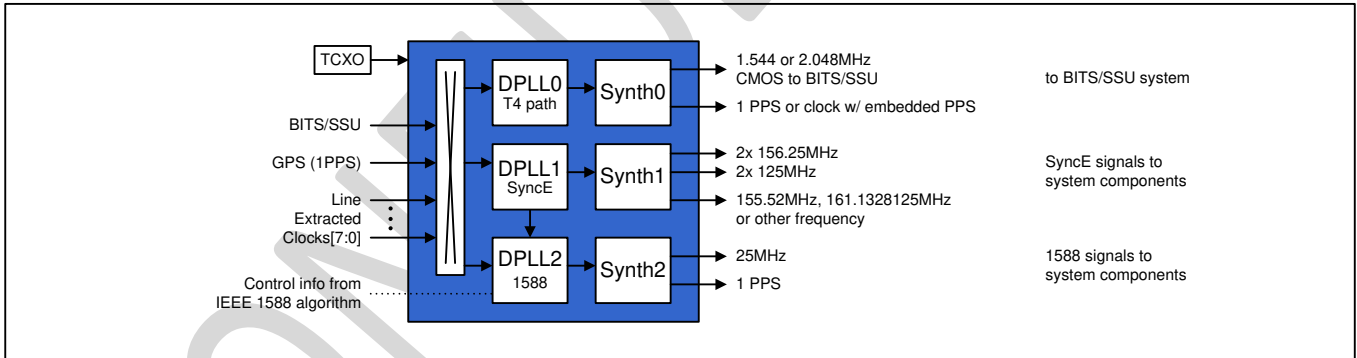 TCXO
BITS/SSU
GPS (1PPS)
Line
Extracted
Clocks[7:0]
Control info from
IEEE 1588 algorithm
DPLL0
T4 path
Synth0
DPLL1
SyncE
Synth1
DPLL2
1588
Synth2
1.544 or 2.048MHz
CMOS to BITS/SSU
1 PPS or clock w/ embedded PPS
to BITS/SSU system
2x 156.25MHz
2x 125MHz
155.52MHz, 161.1328125MHz
or other frequency
SyncE signals to
system components
25MHz
1 PPS
1588 signals to
system components